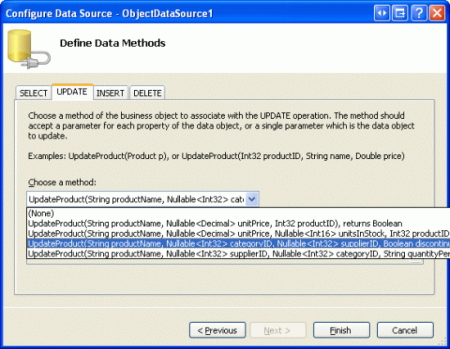 Configure Data Source - ObjectDataSource1
Define Data Methods
SELECT UPDATE INSERT DELETE
Choose a method of the business object to associate with the UPDATE operation. The method should
accept a parameter for each property of the data object, or a single parameter which is the data object
to update.
Examples: UpdateProduct(Product p), or UpdateProduct(Int32 productID, String name, Double price)
Choose a method:
UpdateProduct(String productName, Nullable<Int32> cate
(None)
UpdateProduct(String productName, Nullable<Decimal> unitPrice, Int32 productID), returns Boolean
UpdateProduct(String productName, Nullable<Decimal> unitPrice, Nullable<Int16> unitsInStock, Int32 productID
UpdateProduct(String productName, Nullable<Int32> categoryID, Nullable<Int32> supplierID, Boolean discontinu
UpdateProduct(String productName, Nullable<Int32> supplierID, Nullable<Int32> categoryID, String quantityPer
< Previous Next > Finish Cancel